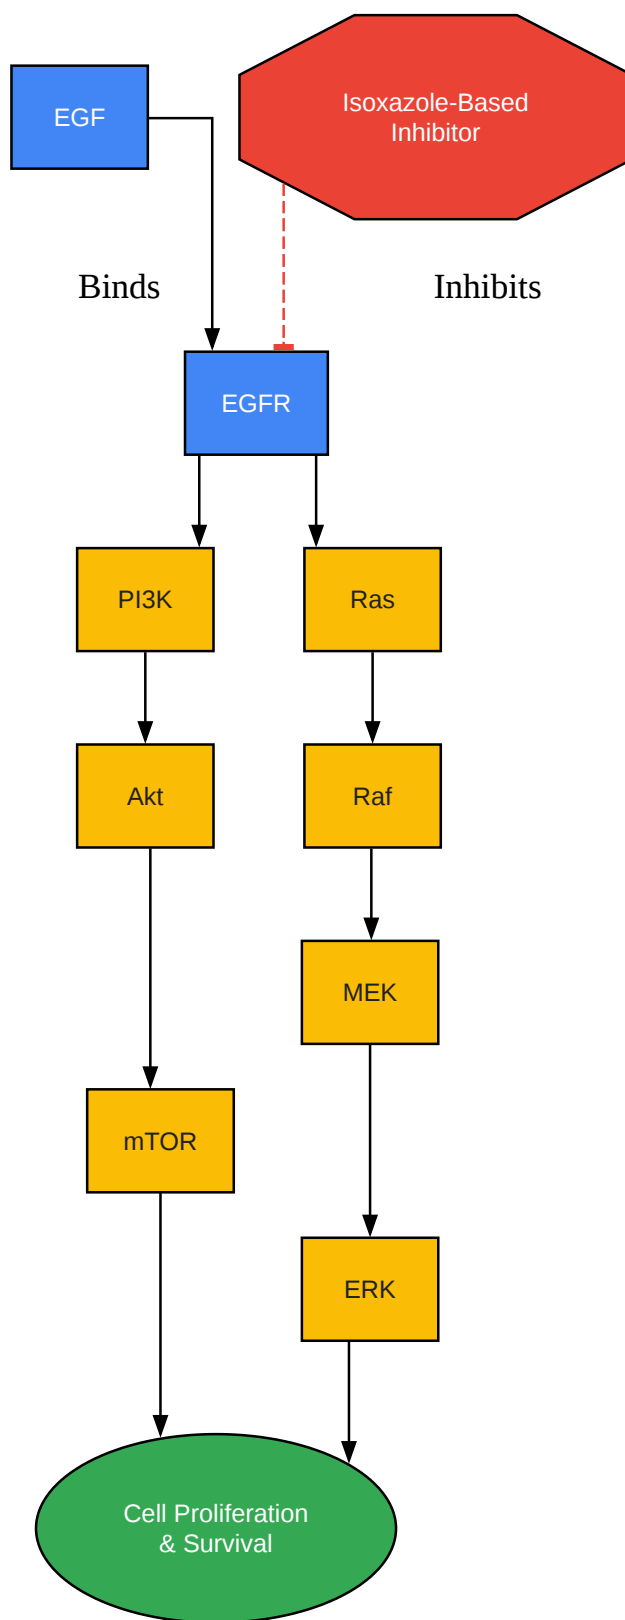 EGF
Isoxazole-Based
Inhibitor
Binds
Inhibits
EGFR
PI3K
Ras
Akt
Raf
MEK
mTOR
ERK
Cell Proliferation
& Survival